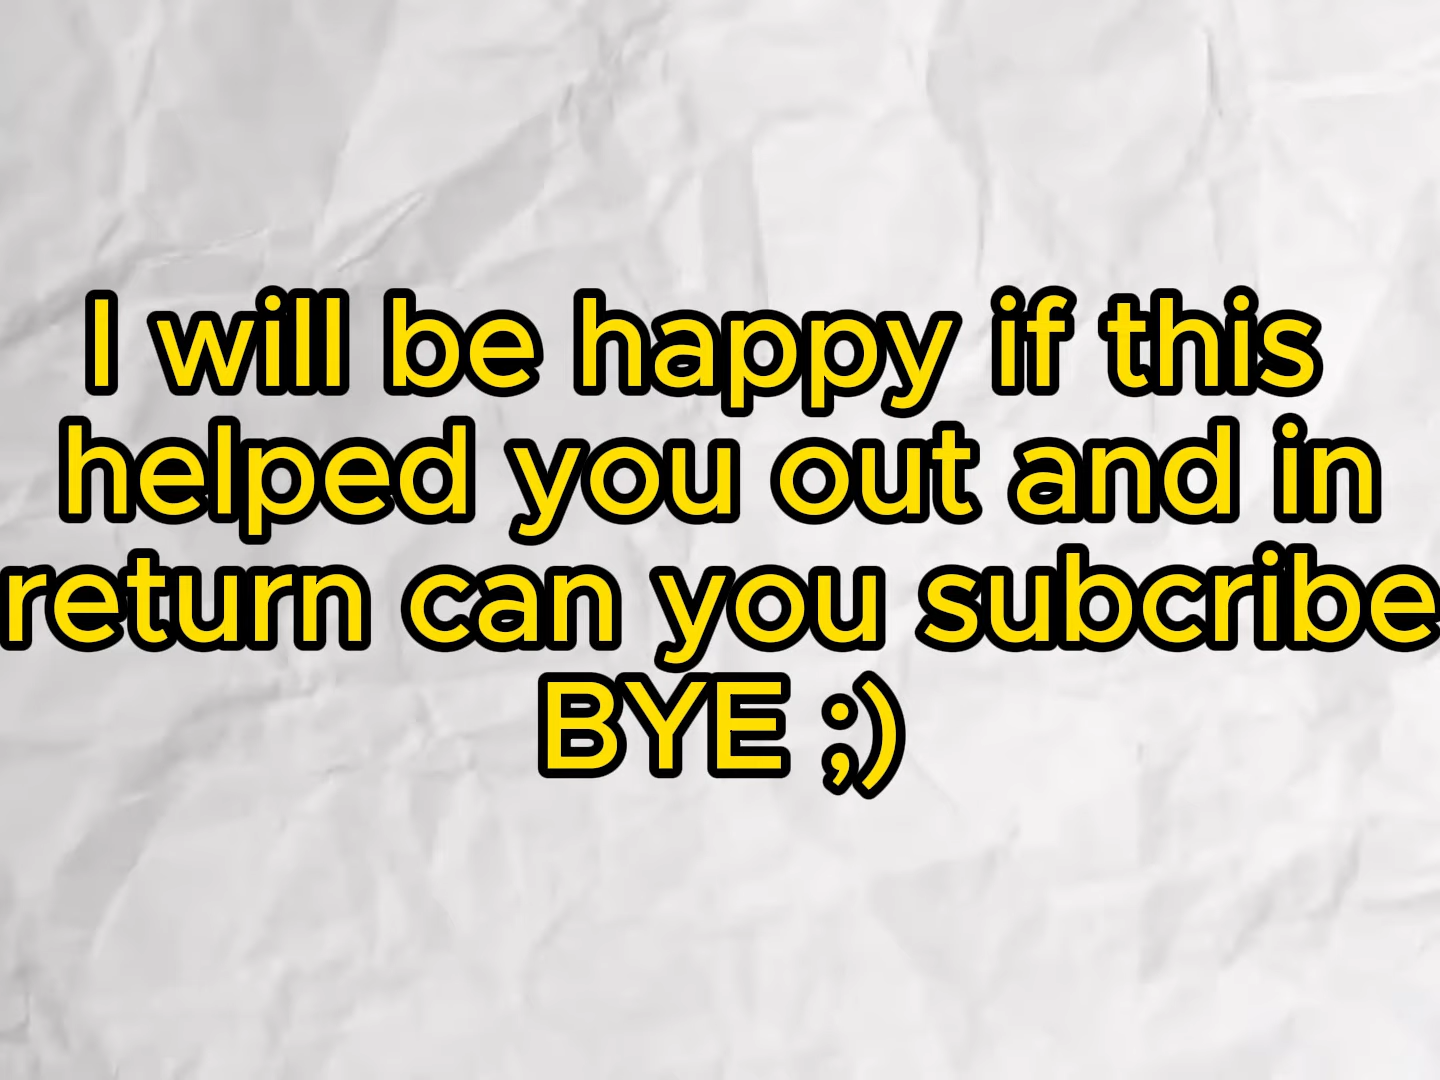 I will be happy if this
helped you out and in
return can you subcribe
BYE ;)